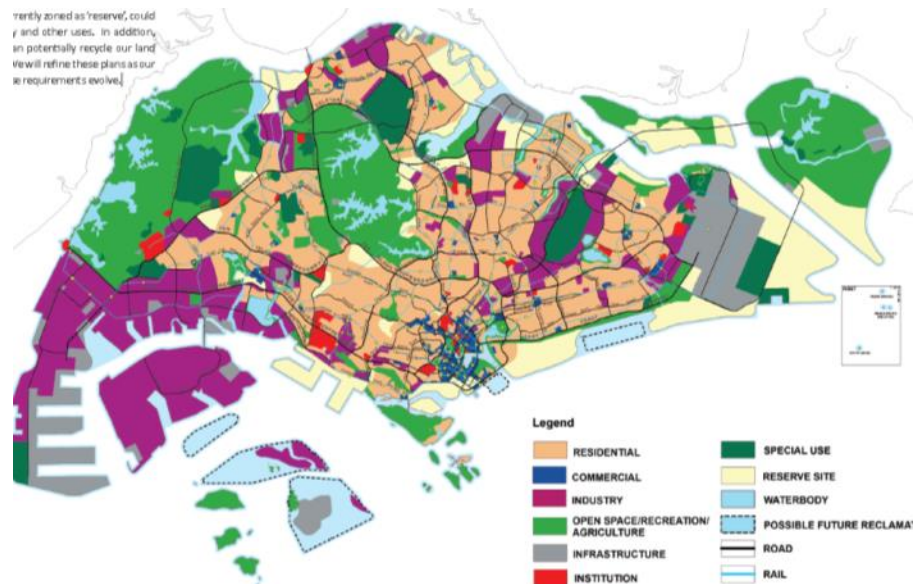 rrently zoned as 'reserve', could
y and other uses. In addition,
an potentially recycle our land
We will refine these plans as our
se requirements evolve.
Legend
RESIDENTIAL
COMMERCIAL
INDUSTRY
OPEN SPACE/RECREATION/
AGRICULTURE
INFRASTRUCTURE
INSTITUTION
SPECIAL USE
RESERVE SITE
WATERBODY
POSSIBLE FUTURE RECLAMAT
ROAD
RAIL